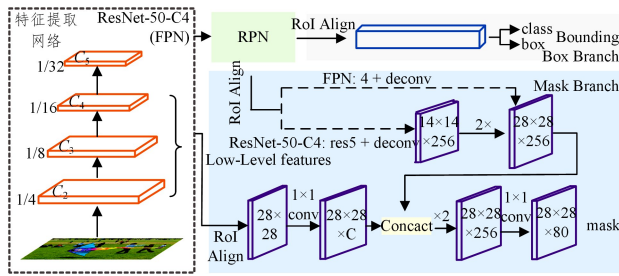 特征提取
网络
ResNet-50-C4
(FPN)
RPN
RoI Align
class
box
Bounding
Box Branch
C5
1/32
C4
1/16
C3
1/8
C2
1/4
RoI Align
FPN: 4 + deconv
Mask Branch
ResNet-50-C4: res5 + deconv
14×14
×256
2×
28×28
×256
Low-Level features
RoI
Align
28×
28
1×1
conv
28×28
×C
Concact
×2
28×28
×256
1×1
conv
28×28
×80
mask